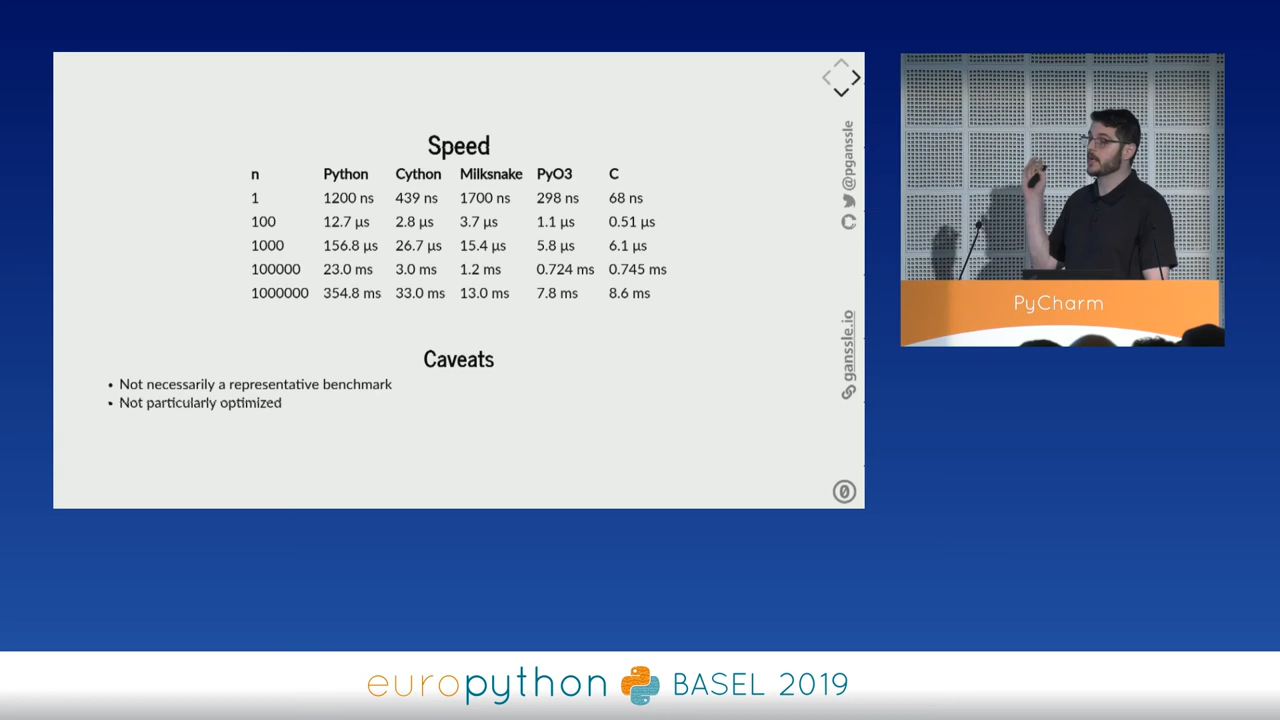 Speed
n Python Cython Milksnake PyO3 C
1 1200 ns 439 ns 1700 ns 298 ns 68 ns
100 12.7 µs 2.8 µs 3.7 µs 1.1 µs 0.51 µs
1000 156.8 µs 26.7 µs 15.4 µs 5.8 µs 6.1 µs
100000 23.0 ms 3.0 ms 1.2 ms 0.724 ms 0.745 ms
1000000 354.8 ms 33.0 ms 13.0 ms 7.8 ms 8.6 ms
Caveats
• Not necessarily a representative benchmark
• Not particularly optimized
@pganssle
ganssle.io
0
PyCharm
europython BASEL 2019